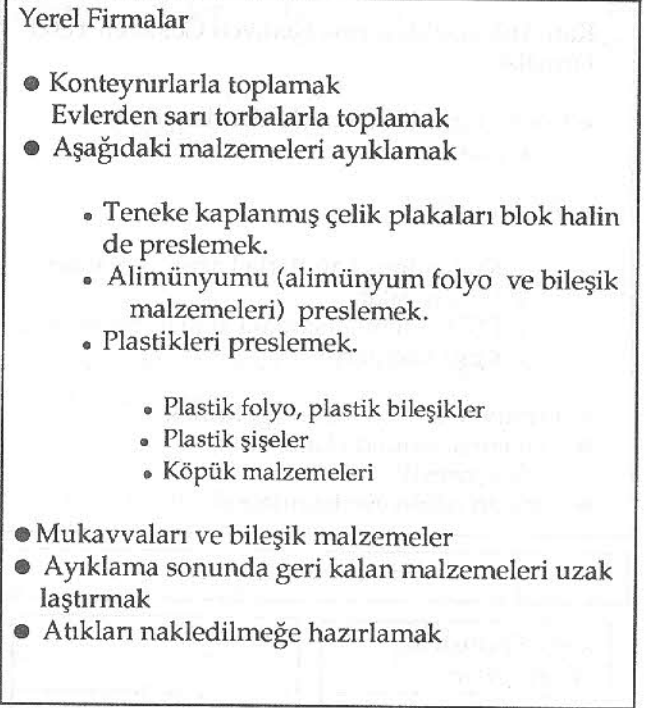 Yerel Firmalar
● Konteynırlarla toplamak
Evlerden sarı torbalarla toplamak
● Aşağıdaki malzemeleri ayıklamak
• Teneke kaplanmış çelik plakaları blok halin
de preslemek.
• Alimünyumu (alimünyum folyo ve bileşik
malzemeleri) preslemek.
• Plastikleri preslemek.
• Plastik folyo, plastik bileşikler
• Plastik şişeler
• Köpük malzemeleri
● Mukavvaları ve bileşik malzemeler
● Ayıklama sonunda geri kalan malzemeleri uzak
laştırmak
● Atıkları nakledilmeğe hazırlamak